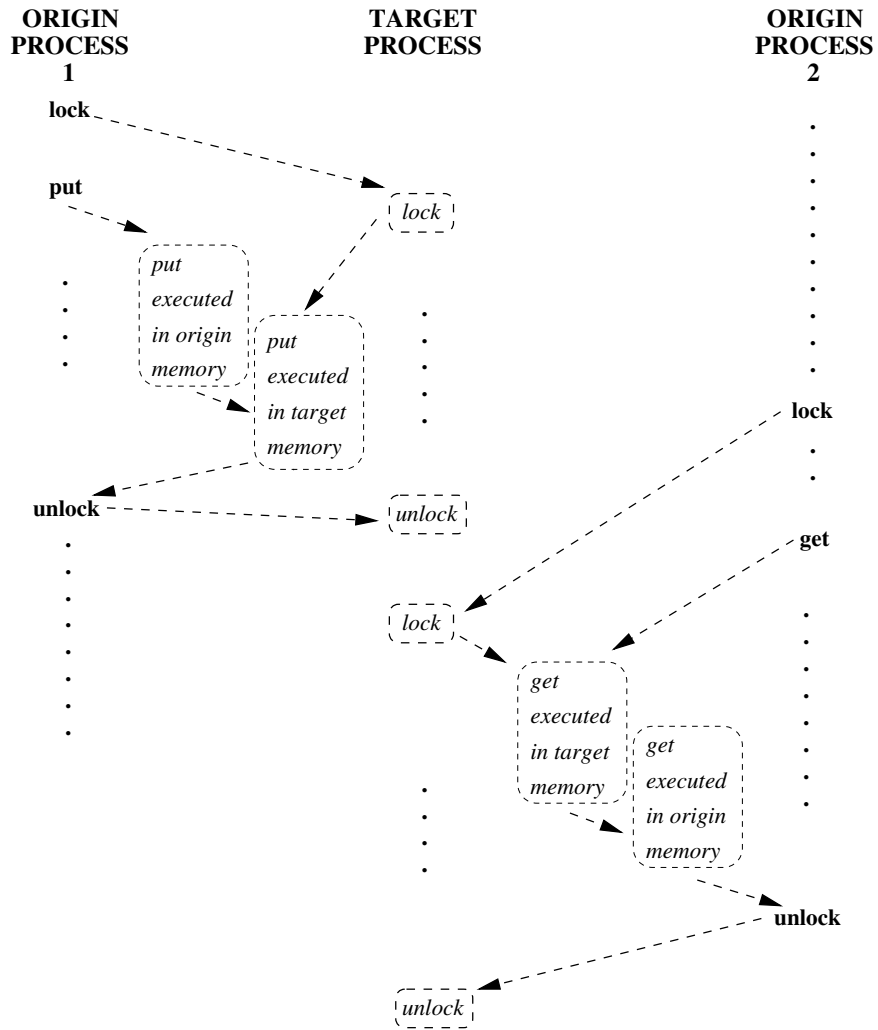 ORIGIN
PROCESS
1
TARGET
PROCESS
ORIGIN
PROCESS
2
lock
put
lock
put
executed
in origin
memory
put
executed
in target
memory
lock
unlock
unlock
get
lock
get
executed
in target
memory
get
executed
in origin
memory
unlock
unlock